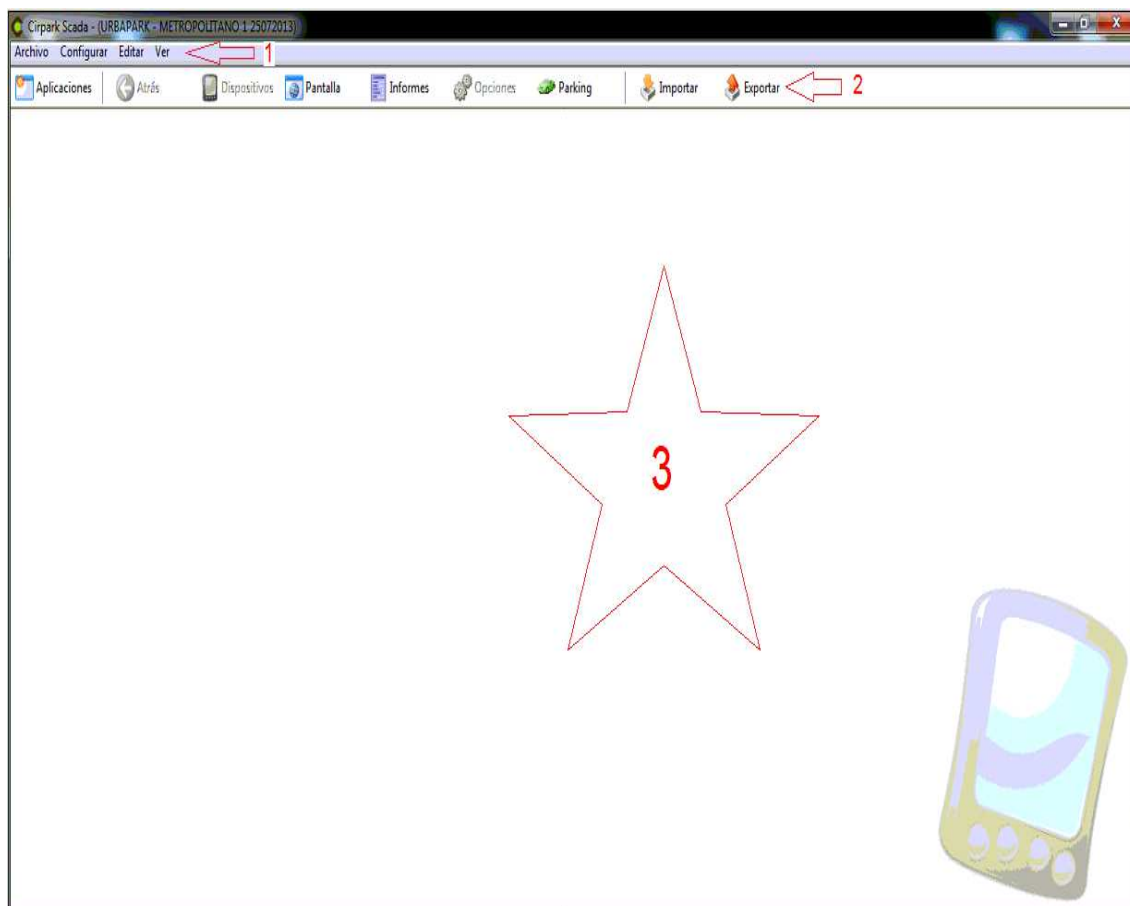 Cirpark Scada - (URBAPARK - METROPOLITANO 1 25072013)
Archivo Configurar Editar Ver 1
Aplicaciones Atrás Dispositivos Pantalla Informes Opciones Parking Importar Exportar 2
3